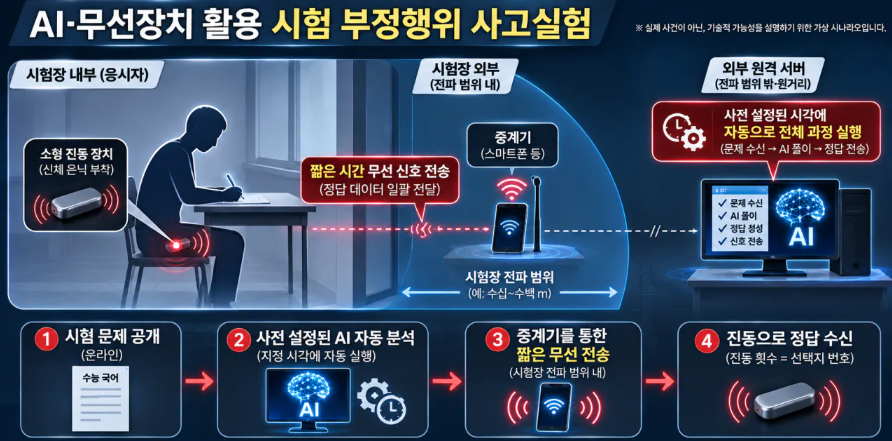 AI·무선장치 활용 시험 부정행위 사고실험
※ 실제 사건이 아닌, 기술적 가능성을 설명하기 위한 가상 시나리오입니다.
시험장 내부 (응시자)
소형 진동 장치
(신체 은닉 부착)
짧은 시간 무선 신호 전송
(정답 데이터 일괄 전달)
시험장 외부
(전파 범위 내)
중계기
(스마트폰 등)
시험장 전파 범위
(예: 수십~수백 m)
외부 원격 서버
(전파 범위 밖·원거리)
사전 설정된 시각에
자동으로 전체 과정 실행
(문제 수신 → AI 풀이 → 정답 전송)
✓ 문제 수신
✓ AI 풀이
✓ 정답 청성
✓ 신호 전송
AI
1 시험 문제 공개
(온라인)
수능 국어
2 사전 설정된 AI 자동 분석
(지정 시각에 자동 실행)
AI
3 중계기를 통한
짧은 무선 전송
(시험장 전파 범위 내)
4 진동으로 정답 수신
(진동 횟수 = 선택지 번호)